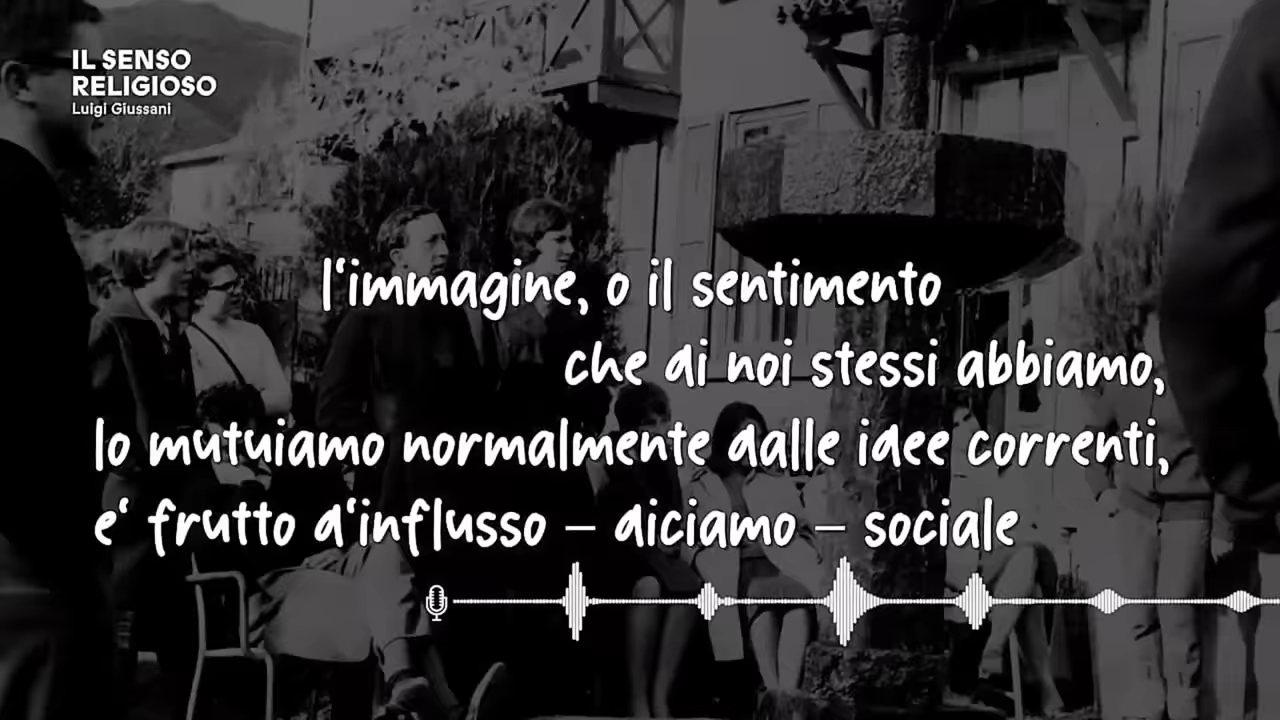 IL SENSO
RELIGIOSO
Luigi Giussani
l'immagine, o il sentimento
che di noi stessi abbiamo,
lo mutuiamo normalmente dalle idee correnti,
e' frutto d'influsso – diciamo – sociale